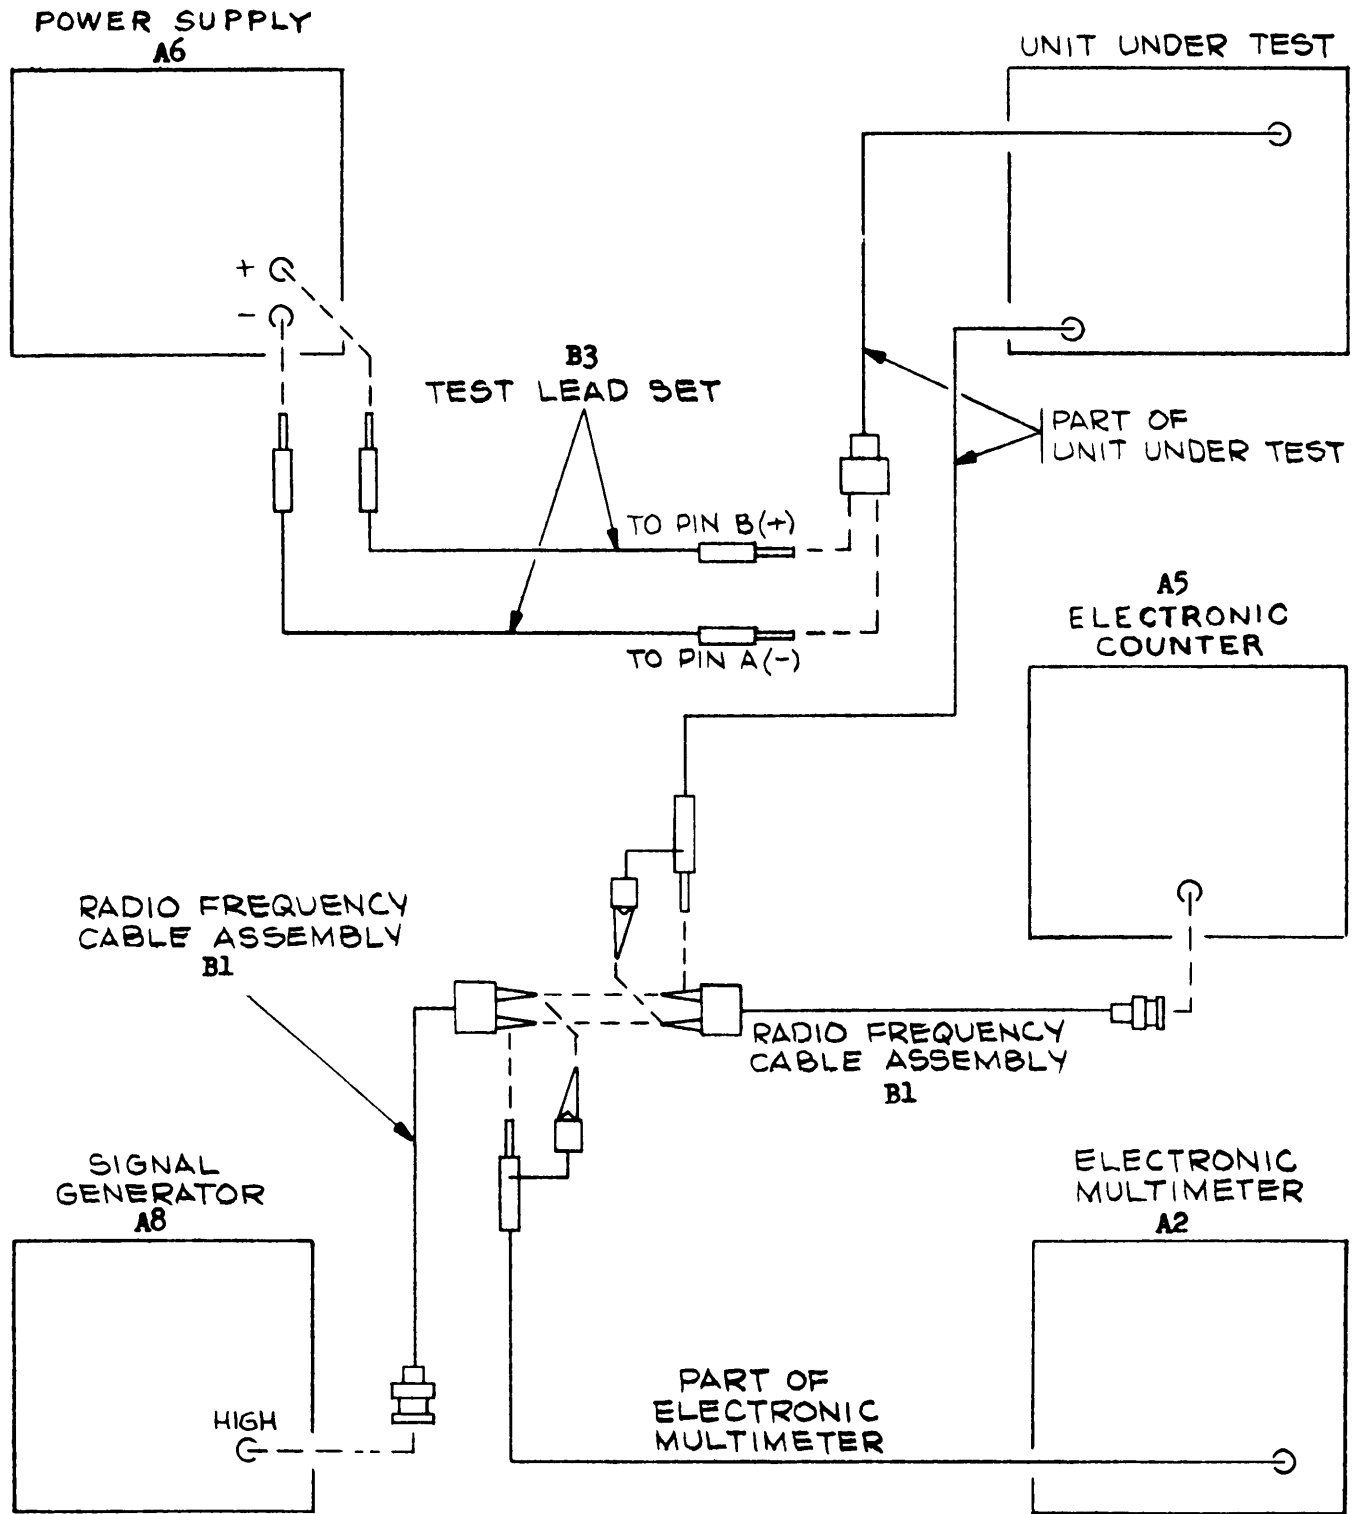 POWER SUPPLY
A6
UNIT UNDER TEST
+
-
B3
TEST LEAD SET
PART OF
UNIT UNDER TEST
TO PIN B(+)
TO PIN A(-)
A5
ELECTRONIC
COUNTER
RADIO FREQUENCY
CABLE ASSEMBLY
B1
RADIO FREQUENCY
CABLE ASSEMBLY
B1
SIGNAL
GENERATOR
A8
HIGH
ELECTRONIC
MULTIMETER
A2
PART OF
ELECTRONIC
MULTIMETER